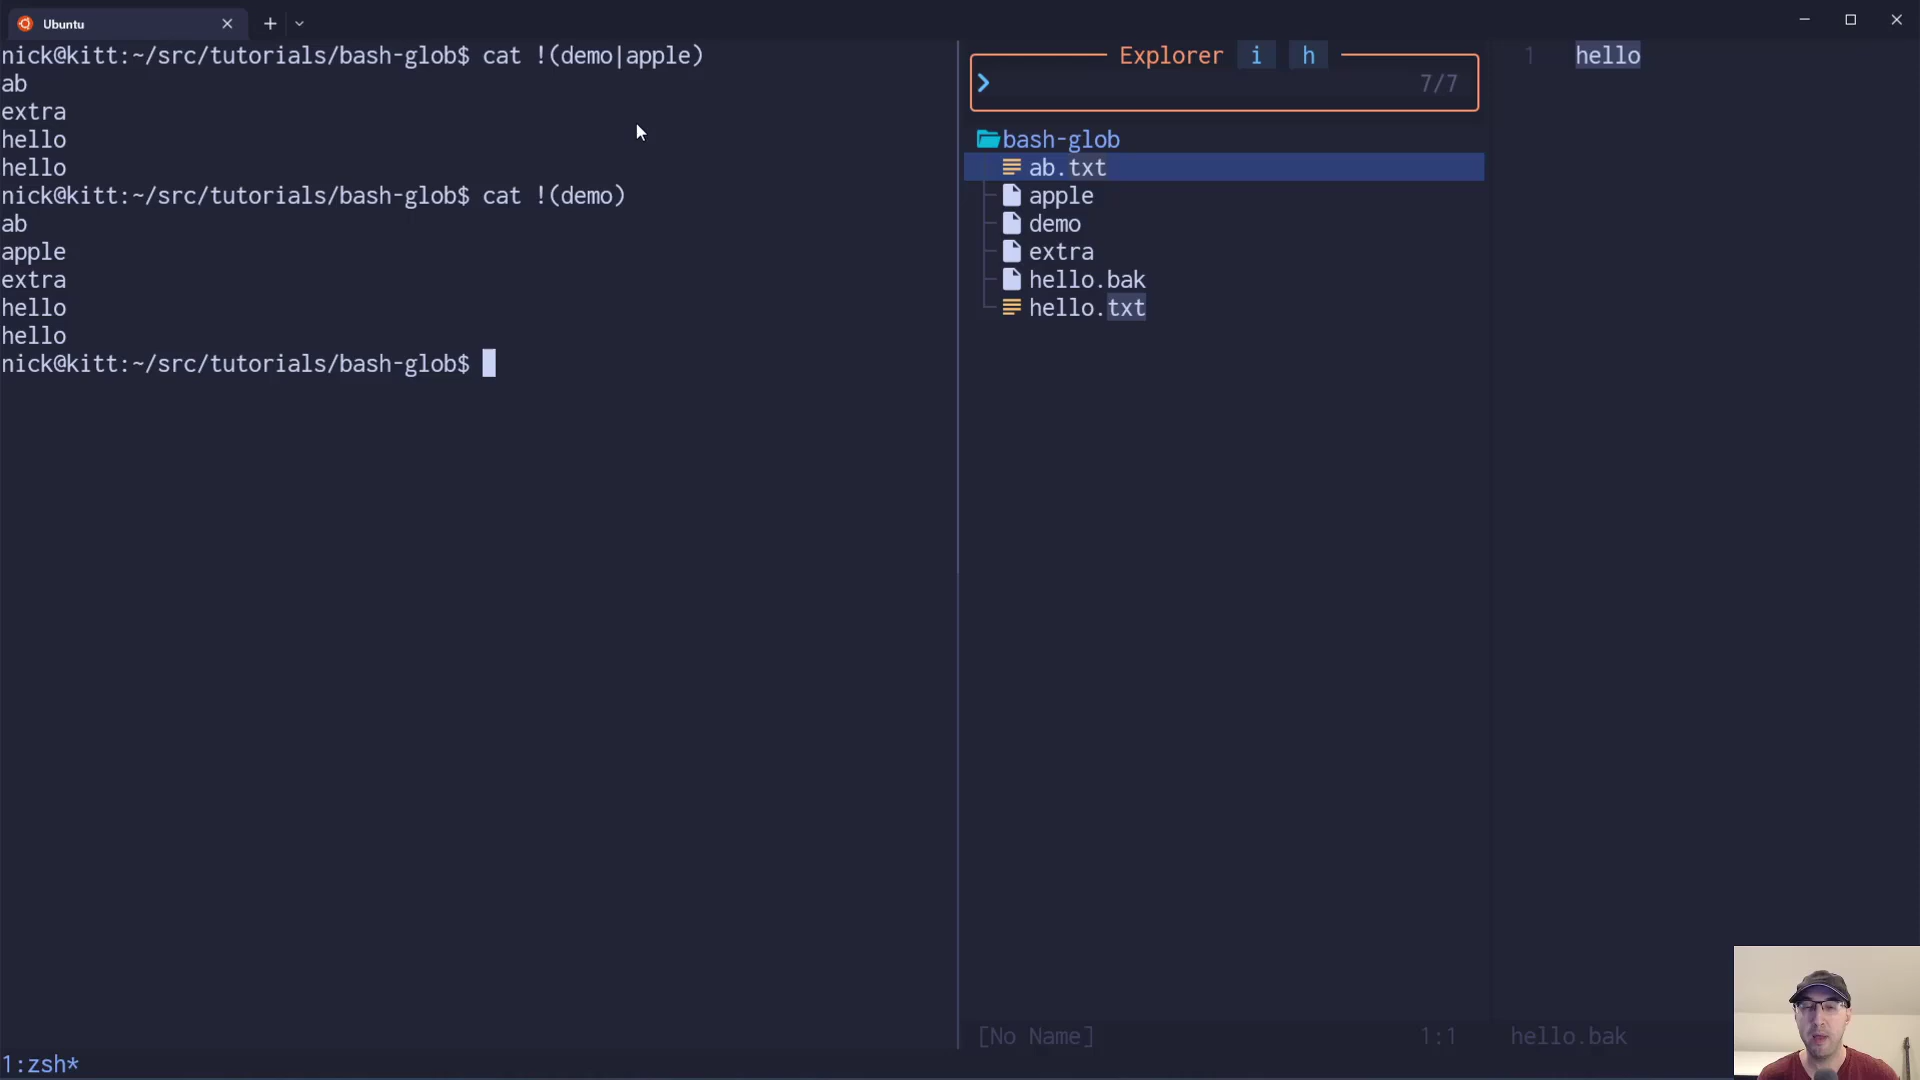 Ubuntu
nick@kitt:~/src/tutorials/bash-glob$ cat !(demo|apple)
ab
extra
hello
hello
nick@kitt:~/src/tutorials/bash-glob$ cat !(demo)
ab
apple
extra
hello
hello
nick@kitt:~/src/tutorials/bash-glob$
1:zsh*
Explorer i h
7/7
bash-glob
ab.txt
apple
demo
extra
hello.bak
hello.txt
[No Name] 1:1
1 hello
hello.bak